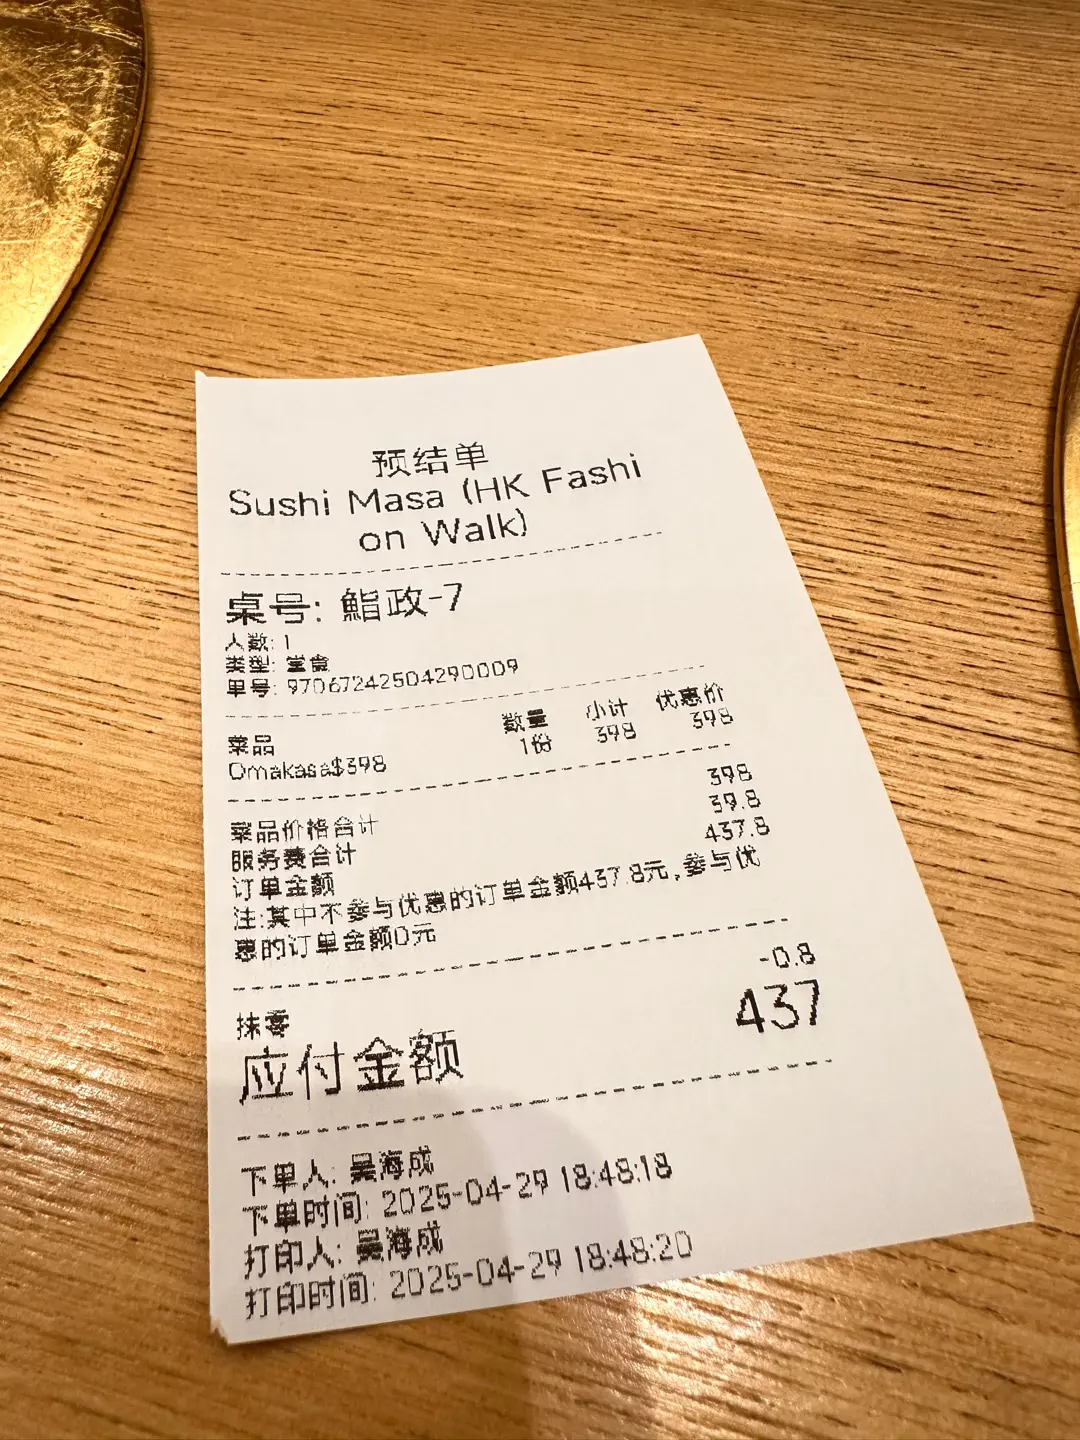 预结单
Sushi Masa (HK Fashi
on Walk)
桌号: 鮨政-7
人数: 1
类型: 堂食
单号: 97067242504290009
菜品 数量 小计 优惠价
Omakasa$398 1份 398 398
菜品价格合计 398
服务费合计 39.8
订单金额 437.8
注:其中不参与优惠的订单金额437.8元,参与优
惠的订单金额0元
抹零 -0.8
应付金额 437
下单人: 吴海成
下单时间: 2025-04-29 18:48:18
打印人: 吴海成
打印时间: 2025-04-29 18:48:20